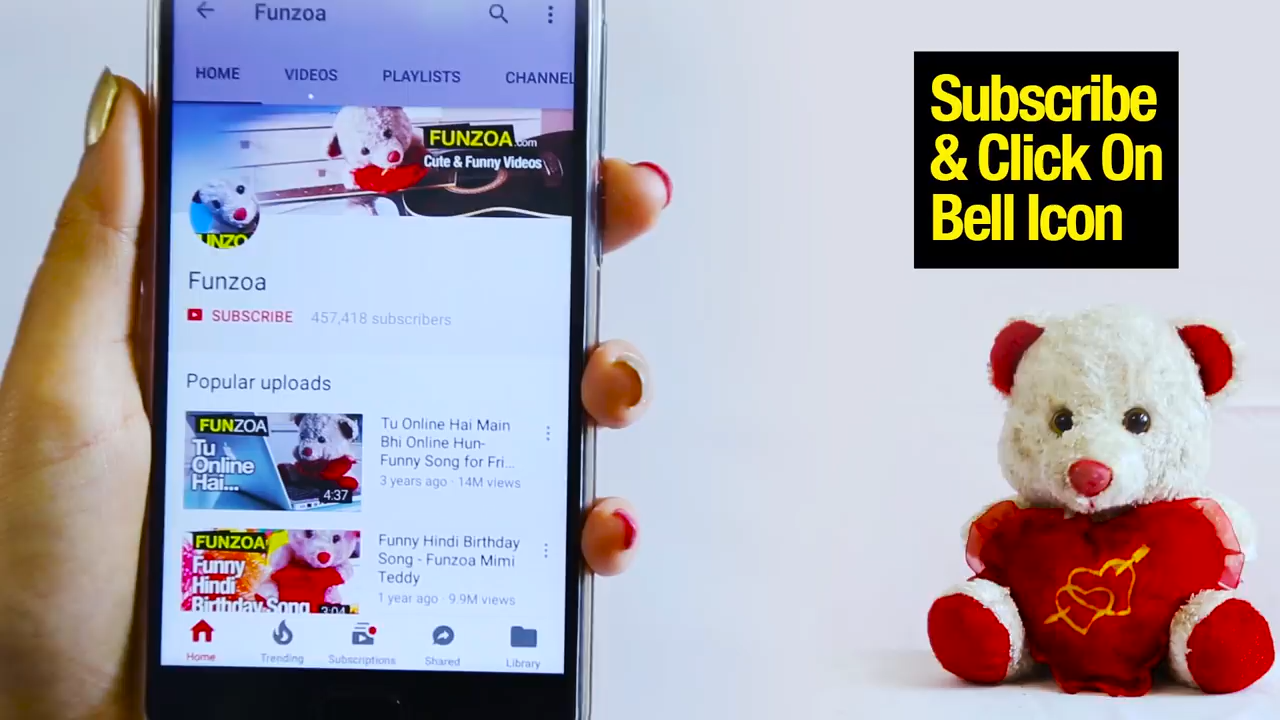 Funzoa
HOME VIDEOS PLAYLISTS CHANNEL
FUNZOA.com
Cute & Funny Videos
UNZO
Funzoa
SUBSCRIBE 457,418 subscribers
Popular uploads
FUNZOA
Tu
Online
Hai...
4:37
Tu Online Hai Main
Bhi Online Hun-
Funny Song for Fri...
3 years ago · 14M views
FUNZOA
Funny
Hindi
Birthday Song
3:04
Funny Hindi Birthday
Song - Funzoa Mimi
Teddy
1 year ago · 9.9M views
Home Trending Subscriptions Shared Library
Subscribe
& Click On
Bell Icon